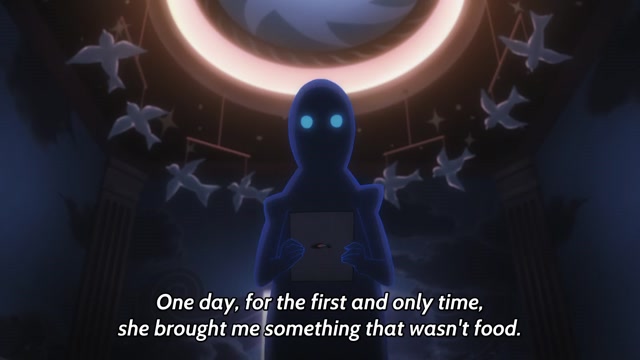 One day, for the first and only time,
she brought me something that wasn't food.